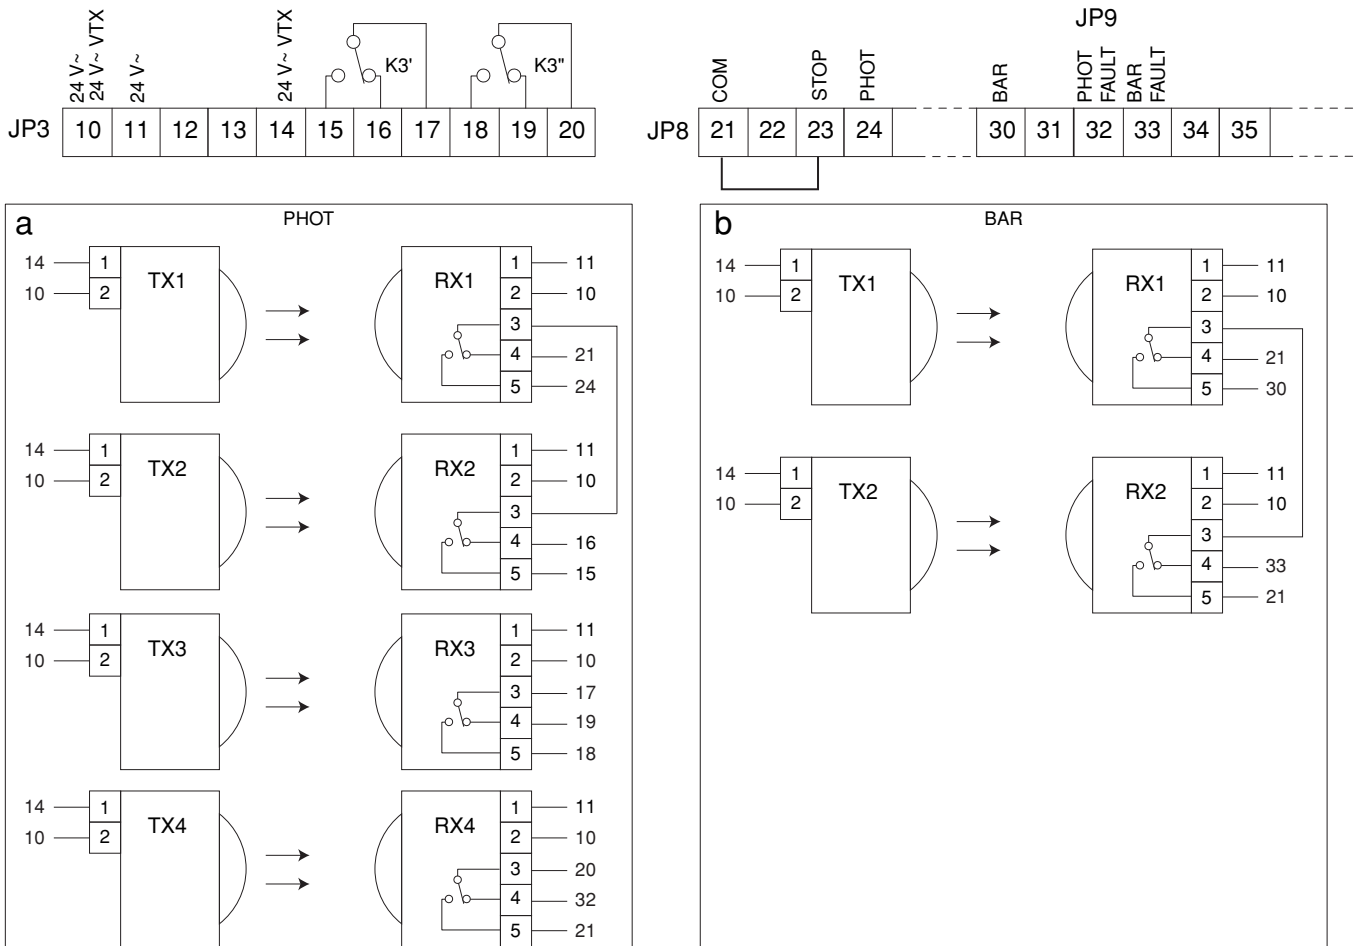 JP9
24 V~
24 V~ VTX
24 V~
24 V~ VTX
K3'
K3"
COM
STOP
PHOT
BAR
PHOT
FAULT
BAR
FAULT
JP3 10 11 12 13 14 15 16 17 18 19 20
JP8 21 22 23 24 30 31 32 33 34 35
a PHOT
14 1 TX1 RX1 1 11
10 2 2 10
3
4 21
5 24
14 1 TX2 RX2 1 11
10 2 2 10
3
4 16
5 15
14 1 TX3 RX3 1 11
10 2 2 10
3 17
4 19
5 18
14 1 TX4 RX4 1 11
10 2 2 10
3 20
4 32
5 21
b BAR
14 1 TX1 RX1 1 11
10 2 2 10
3
4 21
5 30
14 1 TX2 RX2 1 11
10 2 2 10
3
4 33
5 21